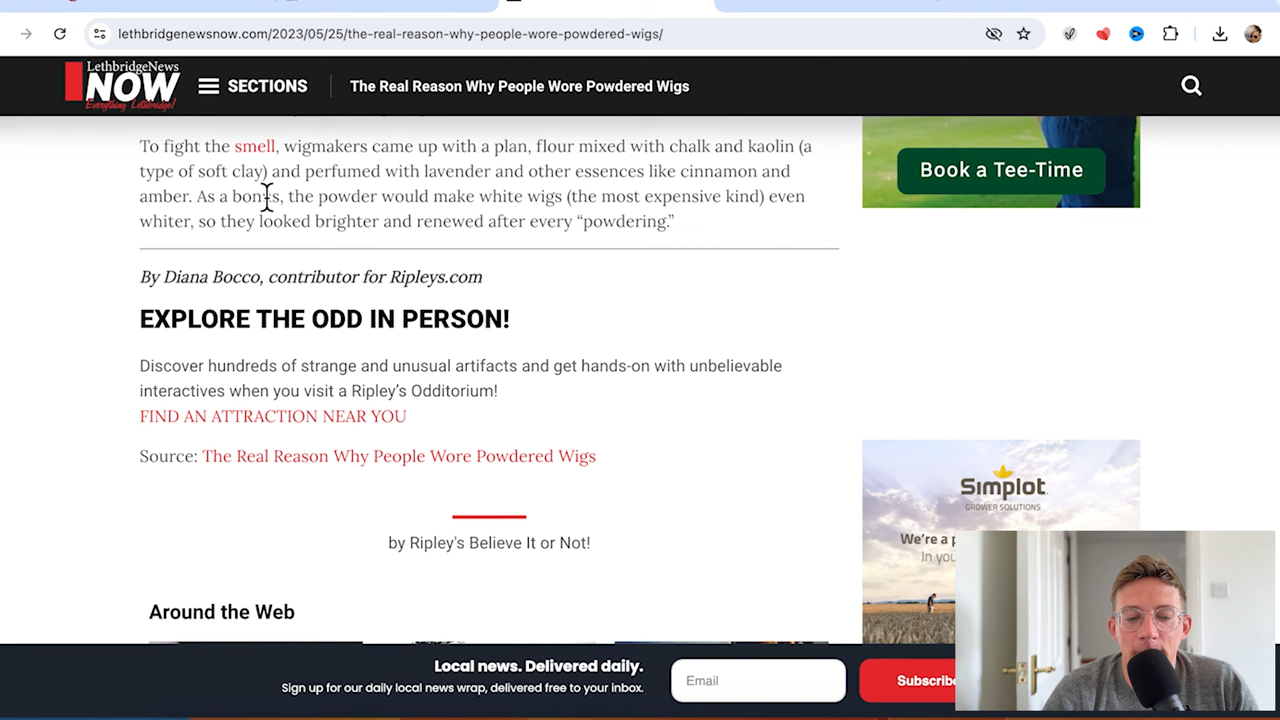 lethbridgenewsnow.com/2023/05/25/the-real-reason-why-people-wore-powdered-wigs/
LethbridgeNews
NOW
Everything Lethbridge!
SECTIONS
The Real Reason Why People Wore Powdered Wigs
To fight the smell, wigmakers came up with a plan, flour mixed with chalk and kaolin (a
type of soft clay) and perfumed with lavender and other essences like cinnamon and
amber. As a bonus, the powder would make white wigs (the most expensive kind) even
whiter, so they looked brighter and renewed after every “powdering.”
Book a Tee-Time
By Diana Bocco, contributor for Ripleys.com
EXPLORE THE ODD IN PERSON!
Discover hundreds of strange and unusual artifacts and get hands-on with unbelievable
interactives when you visit a Ripley’s Odditorium!
FIND AN ATTRACTION NEAR YOU
Source: The Real Reason Why People Wore Powdered Wigs
by Ripley's Believe It or Not!
Simplot
GROWER SOLUTIONS
We’re a
In you
Around the Web
Local news. Delivered daily.
Sign up for our daily local news wrap, delivered free to your inbox.
Email
Subscribe